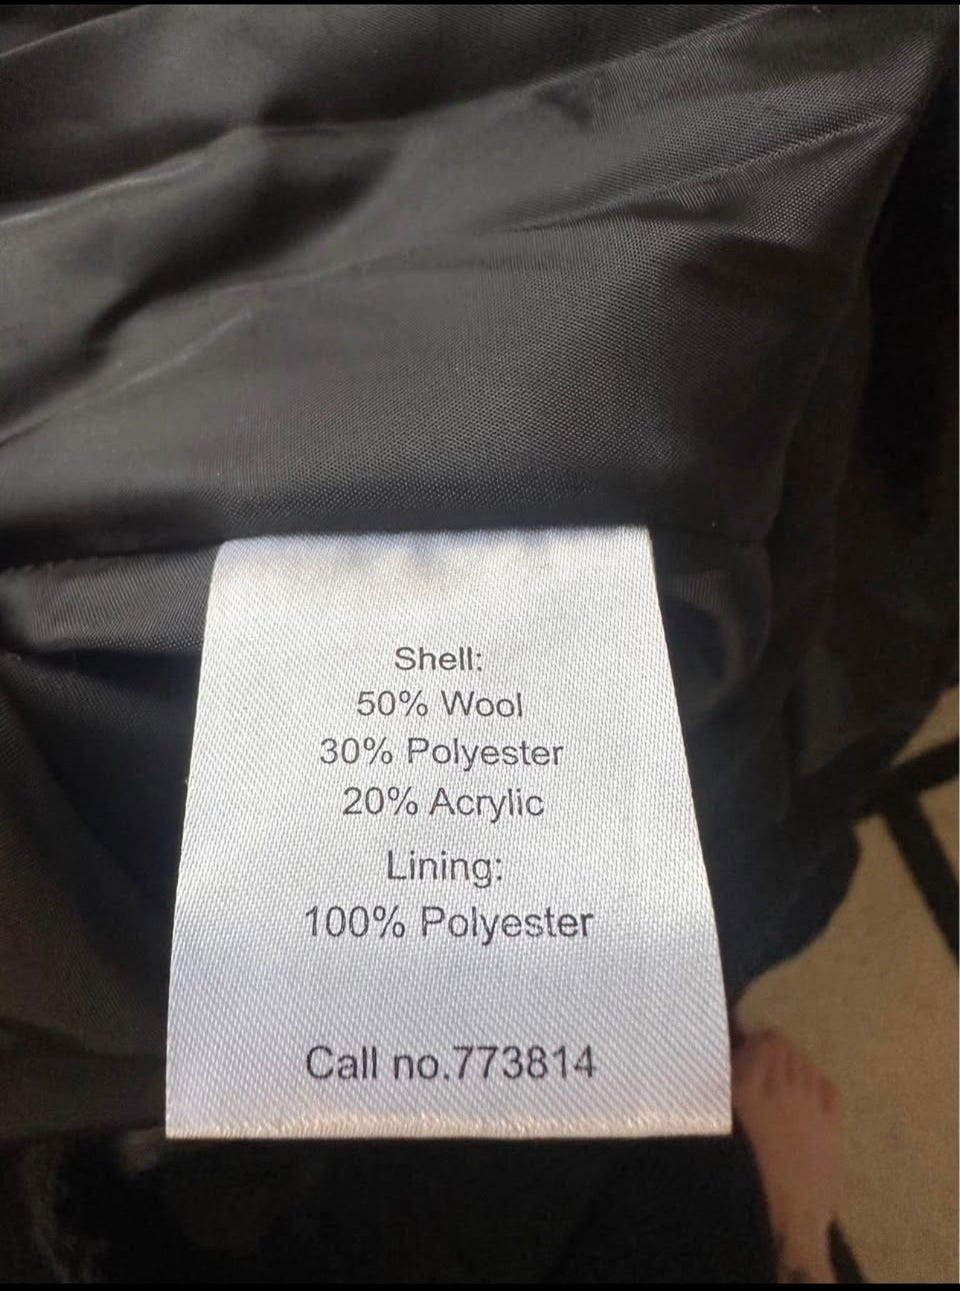 Shell:
50% Wool
30% Polyester
20% Acrylic
Lining:
100% Polyester
Call no.773814